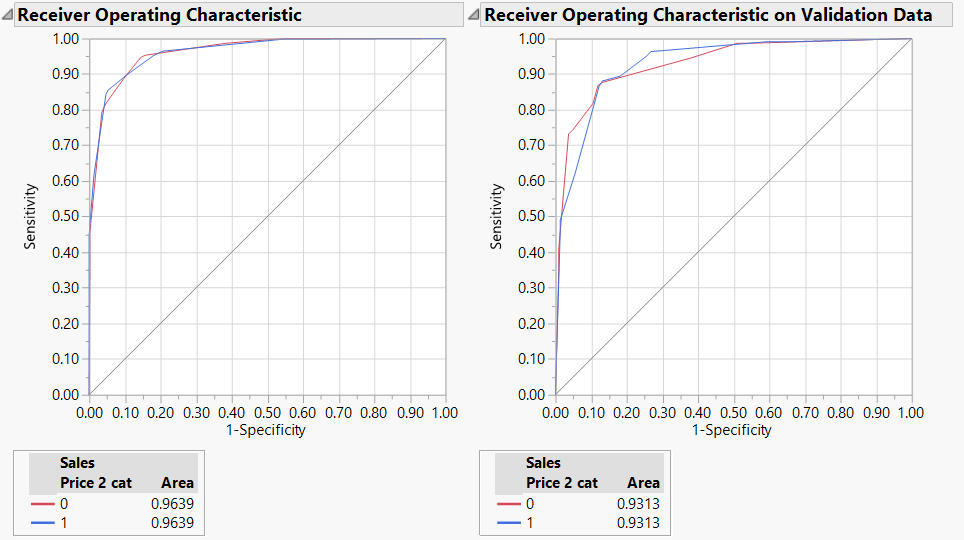 Receiver Operating Characteristic
1.00
0.90
0.80
0.70
0.60
0.50
0.40
0.30
0.20
0.10
0.00
Sensitivity
0.00 0.10 0.20 0.30 0.40 0.50 0.60 0.70 0.80 0.90 1.00
1-Specificity
Sales
Price 2 cat Area
0 0.9639
1 0.9639
Receiver Operating Characteristic on Validation Data
1.00
0.90
0.80
0.70
0.60
0.50
0.40
0.30
0.20
0.10
0.00
Sensitivity
0.00 0.10 0.20 0.30 0.40 0.50 0.60 0.70 0.80 0.90 1.00
1-Specificity
Sales
Price 2 cat Area
0 0.9313
1 0.9313